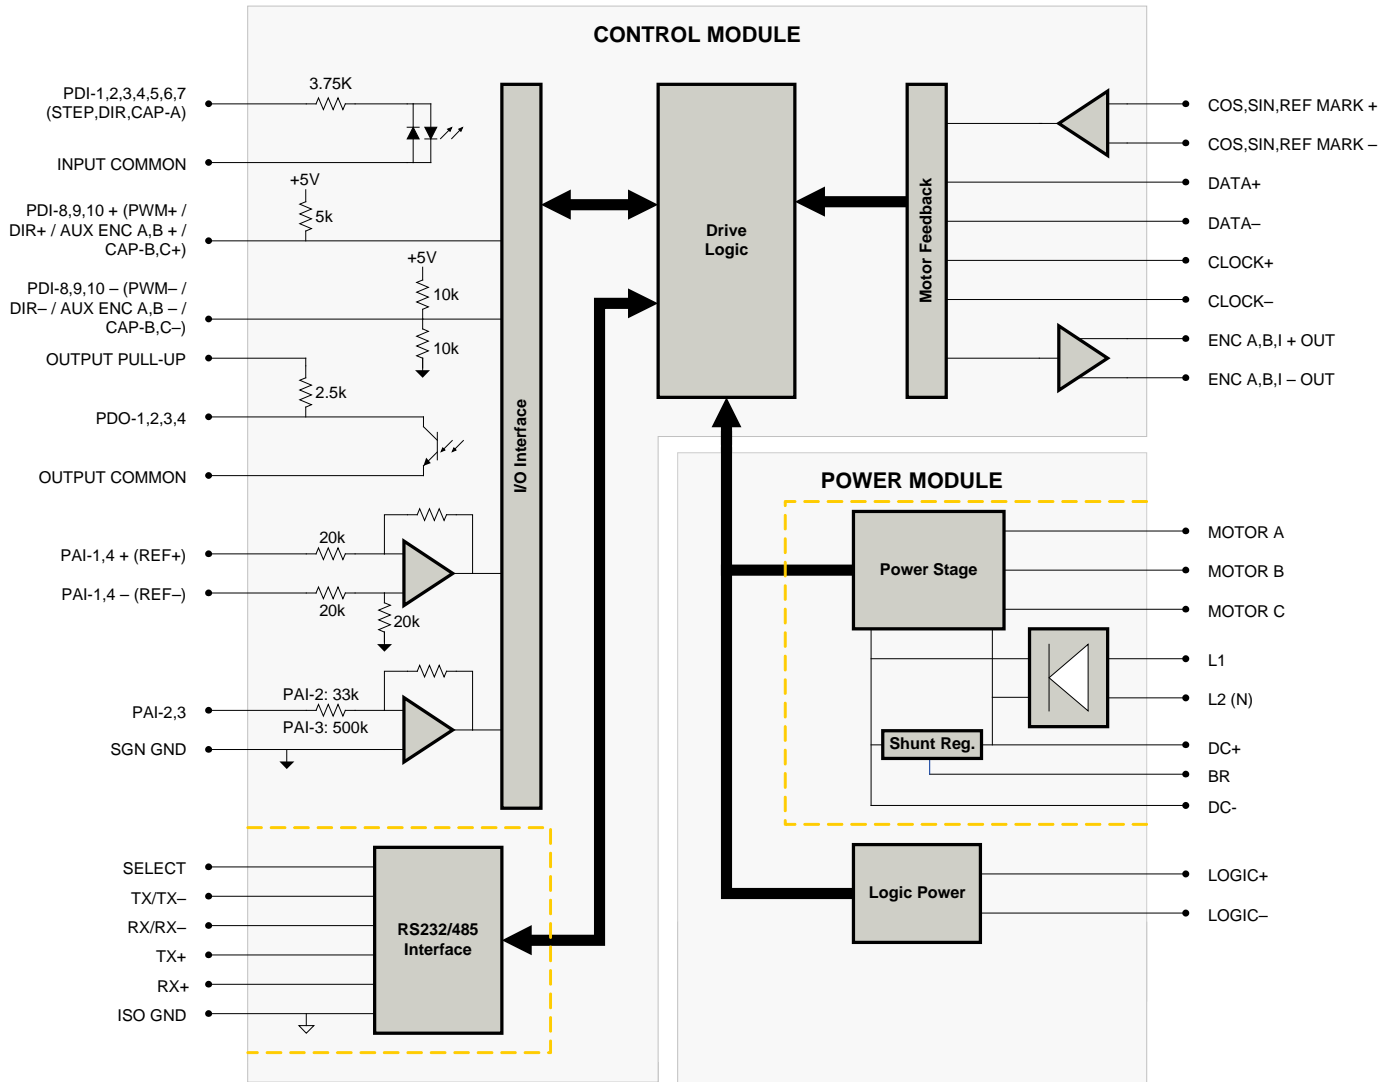 CONTROL MODULE
PDI-1,2,3,4,5,6,7
(STEP,DIR,CAP-A)
3.75K
INPUT COMMON
+5V
5k
PDI-8,9,10 + (PWM+ /
DIR+ / AUX ENC A,B + /
CAP-B,C+)
+5V
10k
PDI-8,9,10 – (PWM– /
DIR– / AUX ENC A,B – /
CAP-B,C–)
10k
OUTPUT PULL-UP
2.5k
PDO-1,2,3,4
OUTPUT COMMON
20k
PAI-1,4 + (REF+)
PAI-1,4 – (REF–)
20k
20k
PAI-2: 33k
PAI-2,3
PAI-3: 500k
SGN GND
I/O Interface
Drive
Logic
Motor Feedback
COS,SIN,REF MARK +
COS,SIN,REF MARK –
DATA+
DATA–
CLOCK+
CLOCK–
ENC A,B,I + OUT
ENC A,B,I – OUT
SELECT
TX/TX–
RX/RX–
TX+
RX+
ISO GND
RS232/485
Interface
POWER MODULE
Power Stage
MOTOR A
MOTOR B
MOTOR C
L1
L2 (N)
Shunt Reg.
DC+
BR
DC-
Logic Power
LOGIC+
LOGIC–